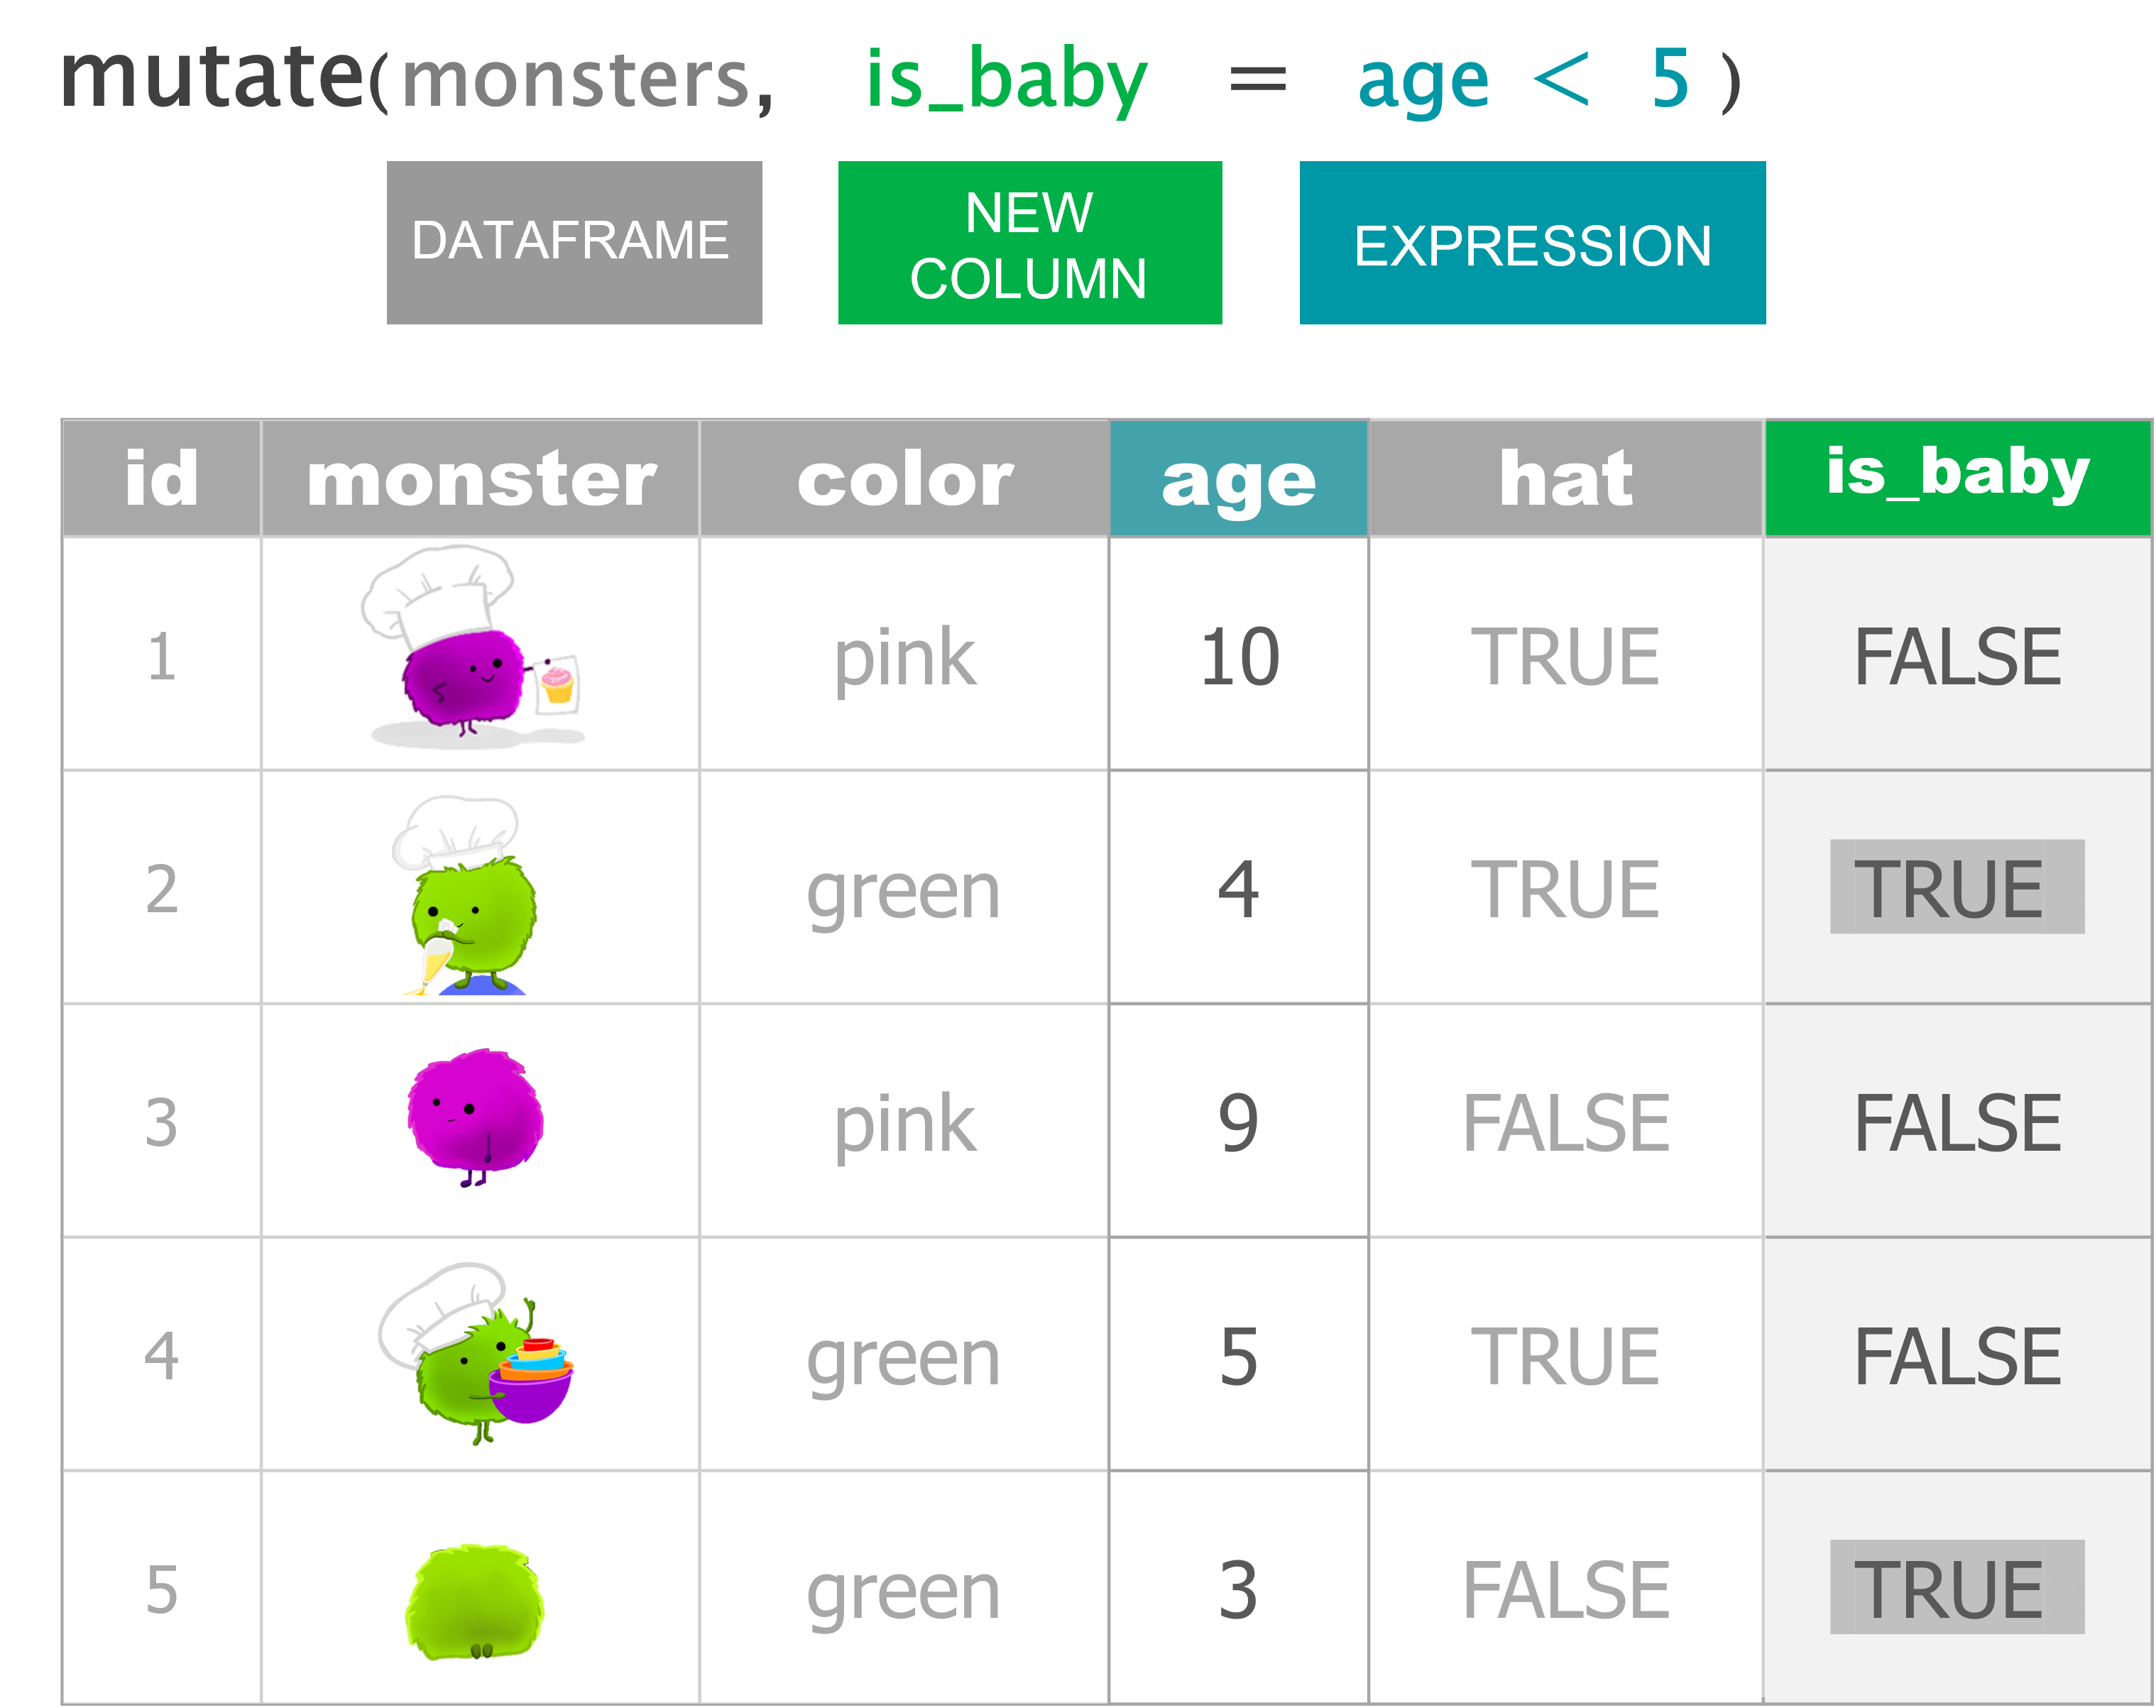 mutate(monsters, is_baby = age < 5 )
DATAFRAME
NEW
COLUMN
EXPRESSION
id monster color age hat is_baby
1 pink 10 TRUE FALSE
2 green 4 TRUE TRUE
3 pink 9 FALSE FALSE
4 green 5 TRUE FALSE
5 green 3 FALSE TRUE